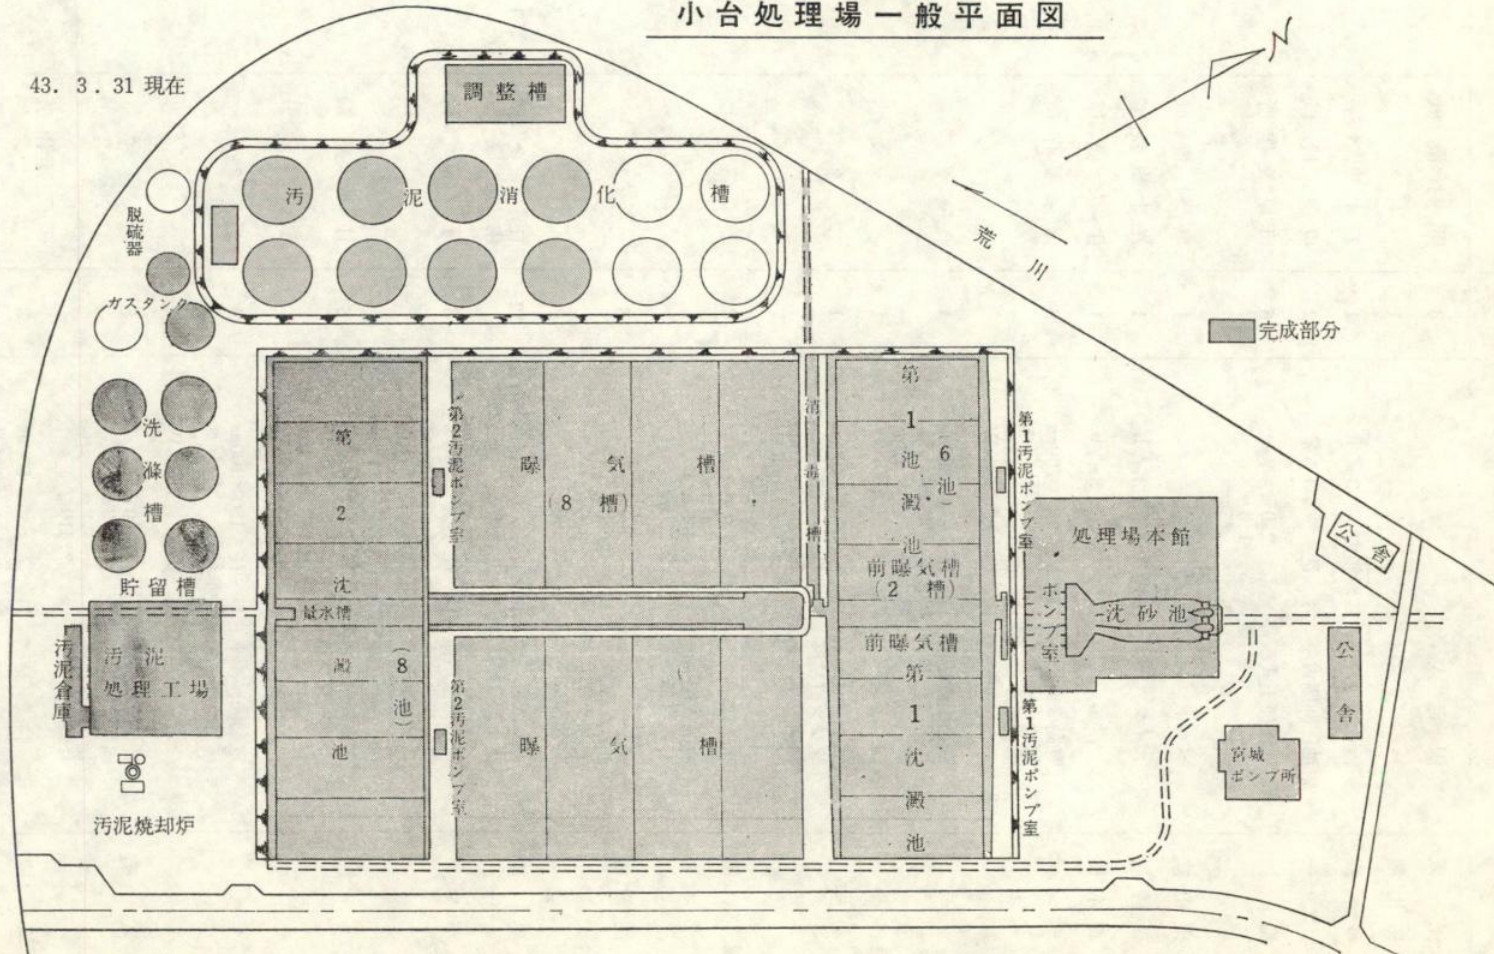 小台処理場一般平面図
43. 3. 31 現在
N
調整槽
汚泥消化槽
脱硫器
ガスタンク
荒川
完成部分
洗滌槽
貯留槽
汚泥倉庫
汚泥
処理工場
汚泥焼却炉
第2沈澱池
(8池)
量水槽
第2汚泥ポンプ室
曝気槽
(8槽)
消毒槽
第1池澱池
(6池)
前曝気槽
(2槽)
前曝気槽
第1沈澱池
第2汚泥ポンプ室
曝気槽
第1汚泥ポンプ室
第1汚泥ポンプ室
処理場本館
ポンプ室
沈砂池
公舎
公舎
宮城
ポンプ所